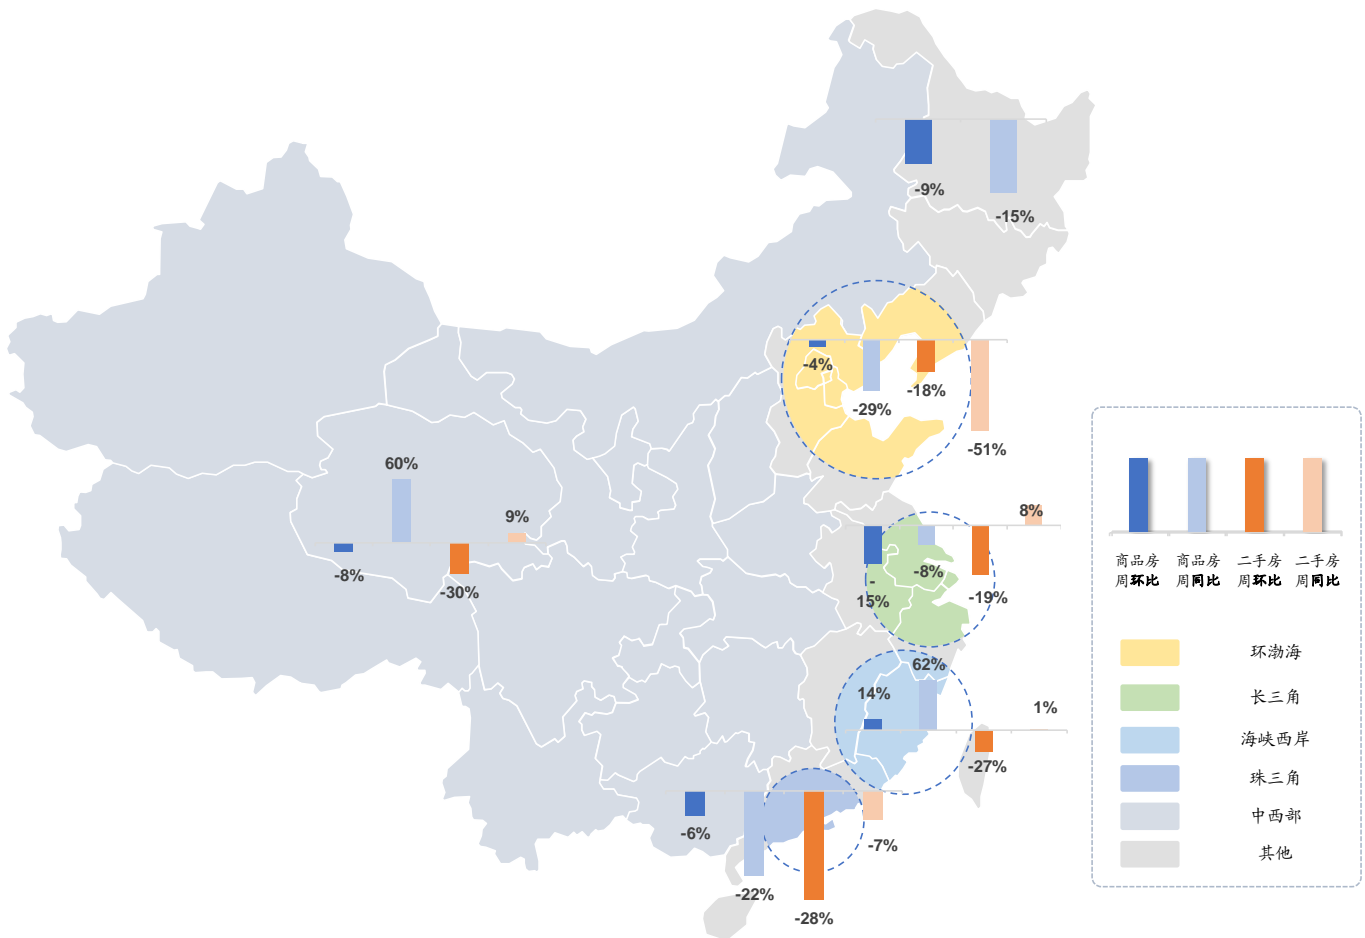 -9%
-15%
-4%
-29%
-18%
-51%
60%
9%
-8%
-30%
8%
-8%
-
15%
-19%
62%
14%
1%
-27%
-6%
-7%
-22%
-28%
商品房 商品房 二手房 二手房
周环比 周同比 周环比 周同比
环渤海
长三角
海峡西岸
珠三角
中西部
其他